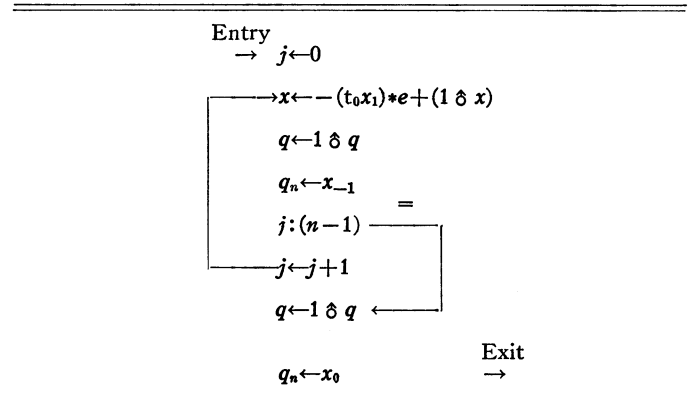 Entry
→ j←0
x←−(t₀x₁)*e+(1 ⥀ x)
q←1 ⥀ q
qₙ←x₋₁
j:(n−1) =
j←j+1
q←1 ⥀ q
qₙ←x₀
Exit
→